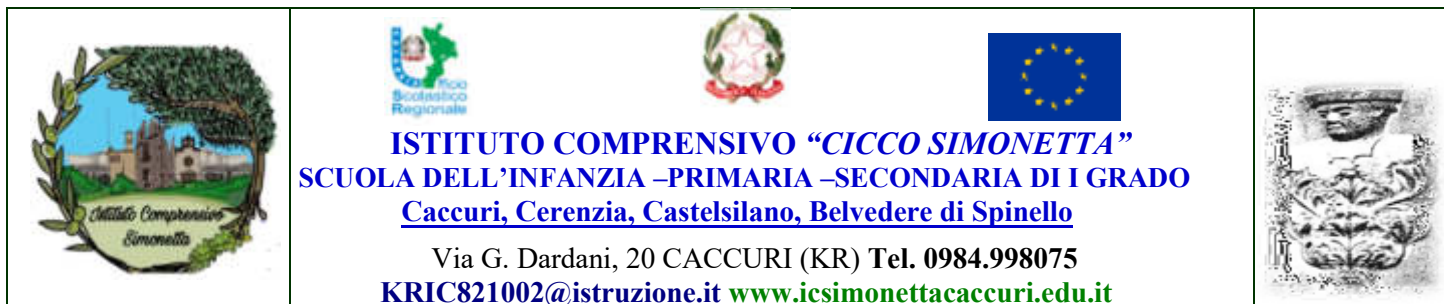 Istituto Comprensivo
Simonetta
Ufficio
Scolastico
Regionale
ISTITUTO COMPRENSIVO “CICCO SIMONETTA”
SCUOLA DELL’INFANZIA –PRIMARIA –SECONDARIA DI I GRADO
Caccuri, Cerenzia, Castelsilano, Belvedere di Spinello
Via G. Dardani, 20 CACCURI (KR) Tel. 0984.998075
KRIC821002@istruzione.it www.icsimonettacaccuri.edu.it